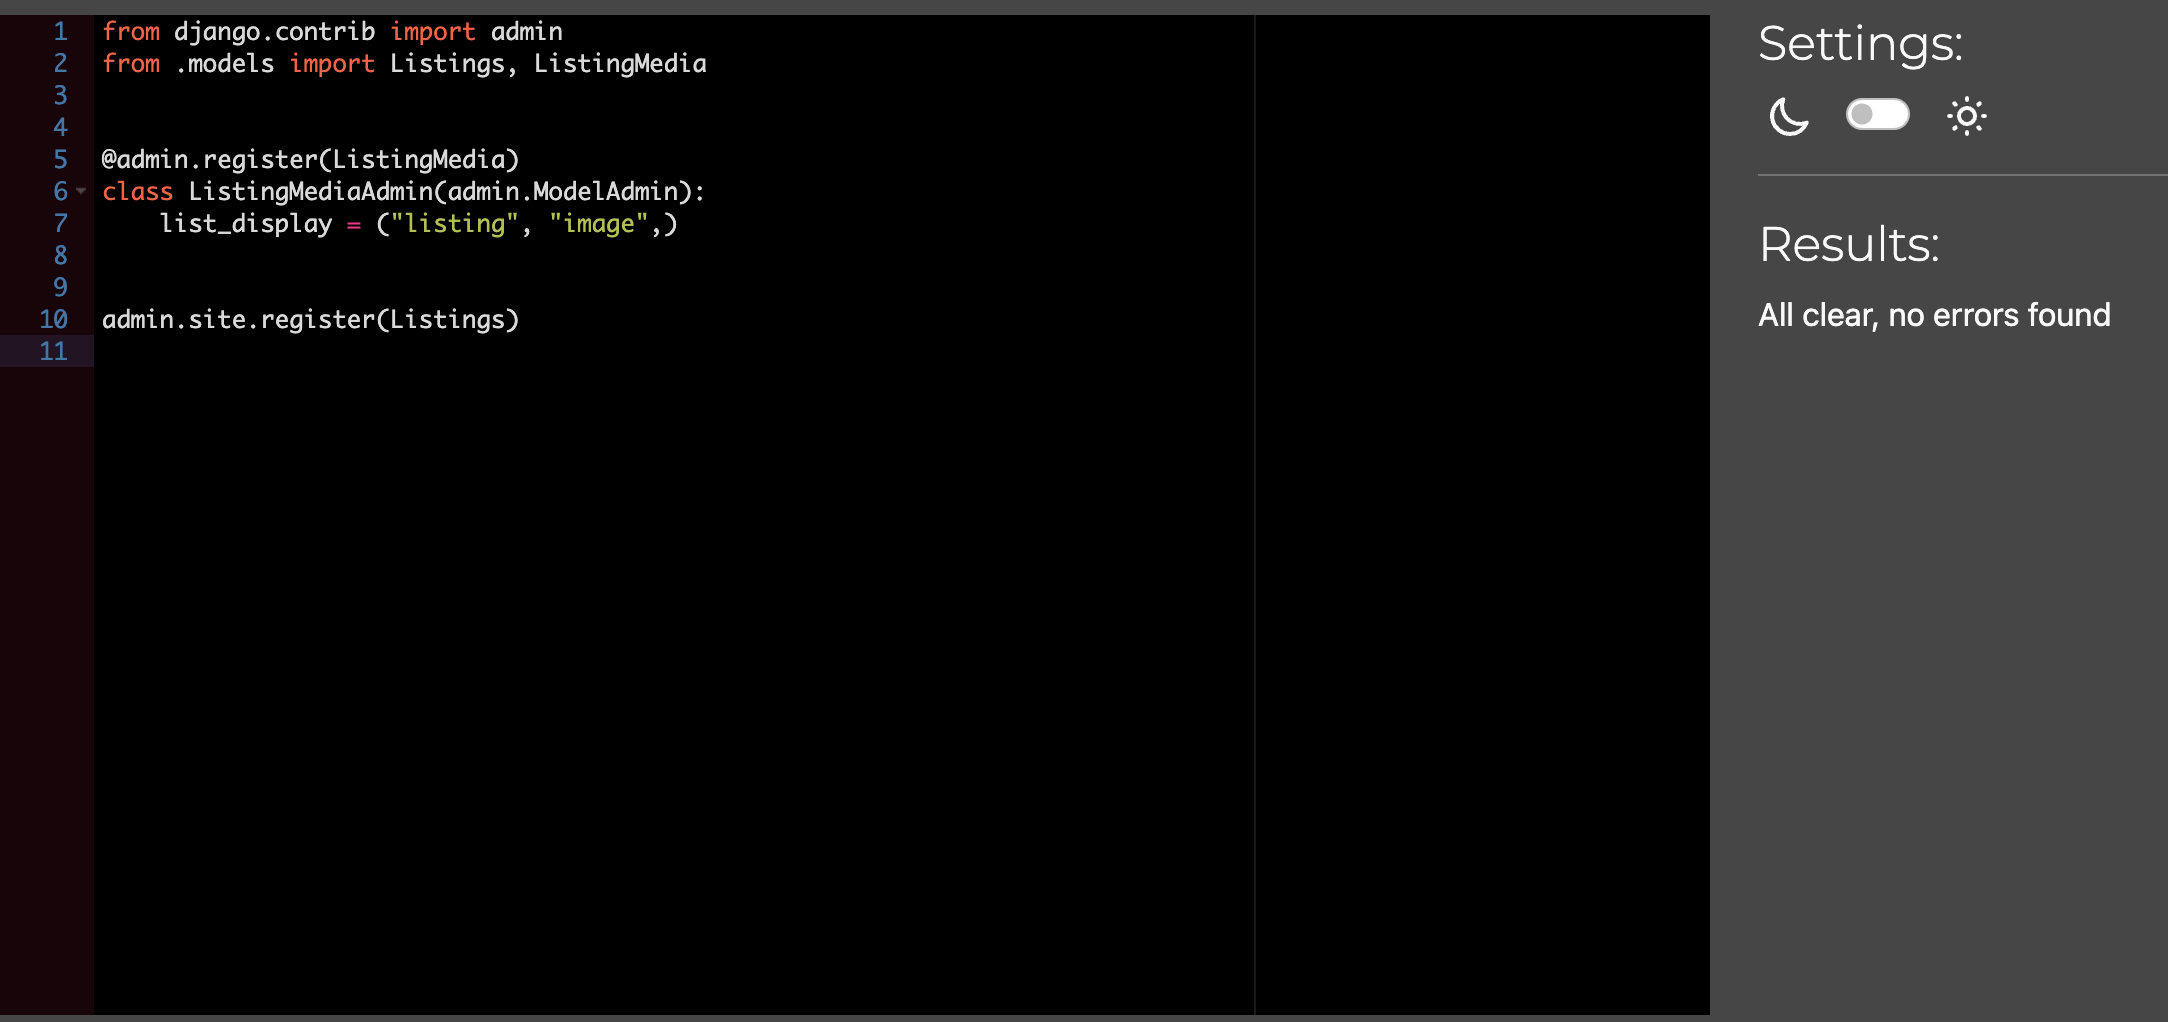 1 from django.contrib import admin
2 from .models import Listings, ListingMedia
3
4
5 @admin.register(ListingMedia)
6 class ListingMediaAdmin(admin.ModelAdmin):
7     list_display = ("listing", "image",)
8
9
10 admin.site.register(Listings)
11
Settings:
Results:
All clear, no errors found